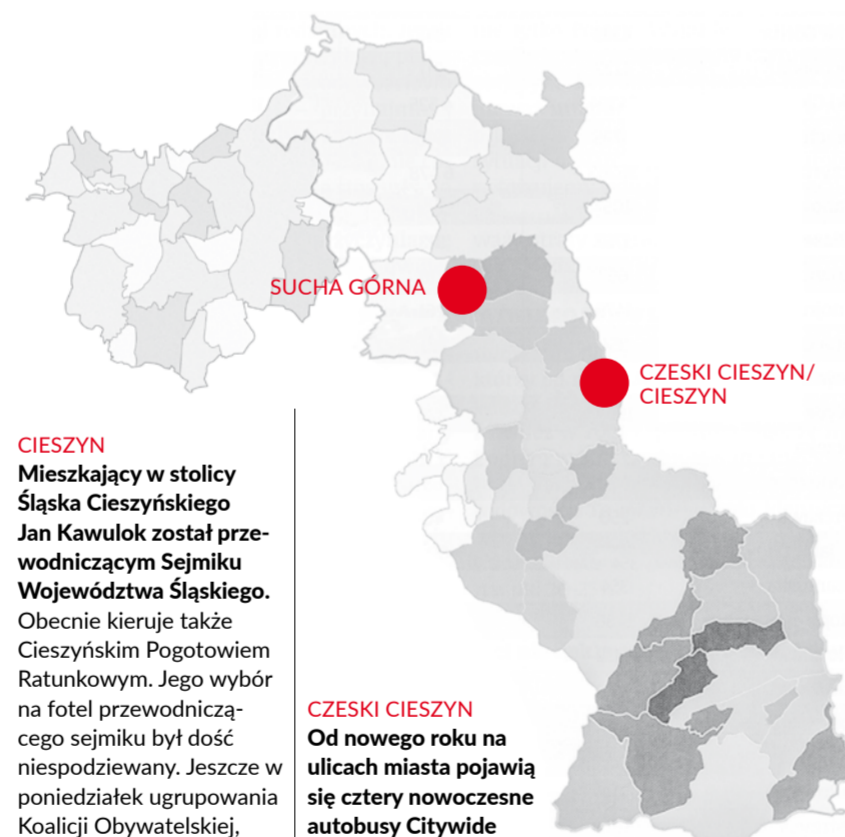 SUCHA GÓRNA
CZESKI CIESZYN/
CIESZYN
CIESZYN
Mieszkający w stolicy
Śląska Cieszyńskiego
Jan Kawulok został prze-
wodniczącym Sejmiku
Województwa Śląskiego.
Obecnie kieruje także
Cieszyńskim Pogotowiem
Ratunkowym. Jego wybór
na fotel przewodniczą-
cego sejmiku był dość
niespodziewany. Jeszcze w
poniedziałek ugrupowania
Koalicji Obywatelskiej,
CZESKI CIESZYN
Od nowego roku na
ulicach miasta pojawią
się cztery nowoczesne
autobusy Citywide